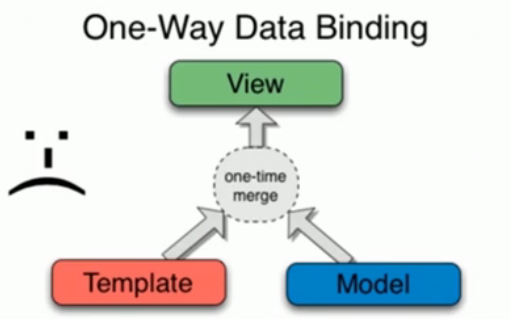 One-Way Data Binding
View
one-time
merge
Template
Model